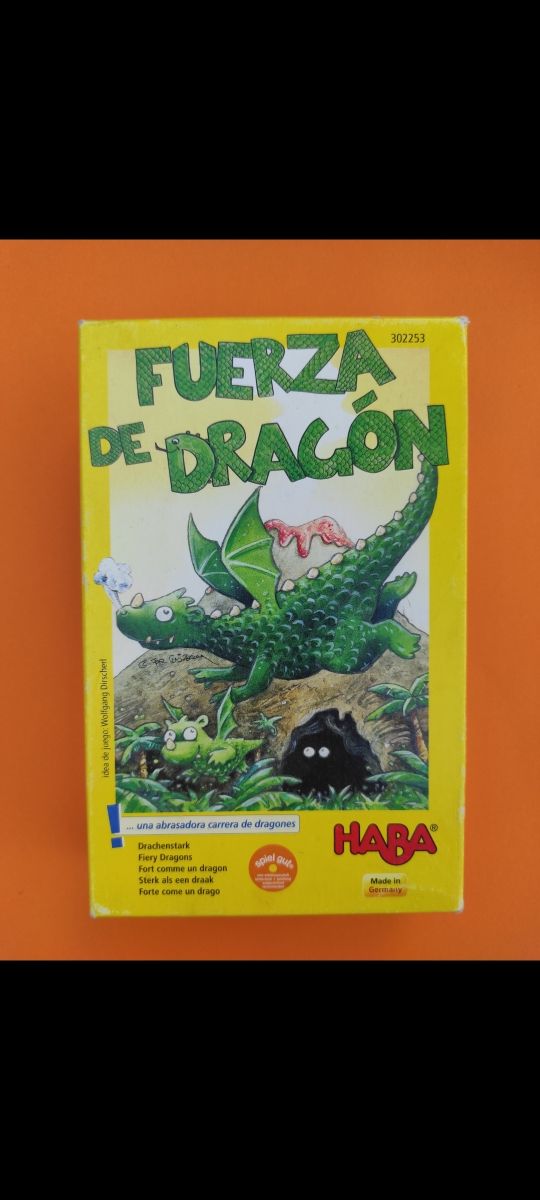 302253
FUERZA
DE DRAGÓN
idea de juego: Wolfgang Dirscherl
... una abrasadora carrera de dragones
Drachenstark
Fiery Dragons
Fort comme un dragon
Sterk als een draak
Forte come un drago
spiel gut®
HABA®
Made in
Germany